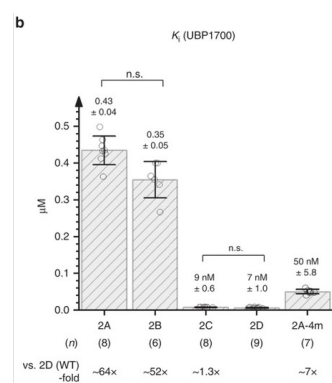 b
Ki (UBP1700)
n.s.
0.43
± 0.04
0.35
± 0.05
n.s.
9 nM
± 0.6
7 nM
± 1.0
50 nM
± 5.8
µM
0.5
0.4
0.3
0.2
0.1
0.0
2A 2B 2C 2D 2A-4m
(n) (8) (6) (8) (9) (7)
vs. 2D (WT) ~64× ~52× ~1.3× ~7×
-fold